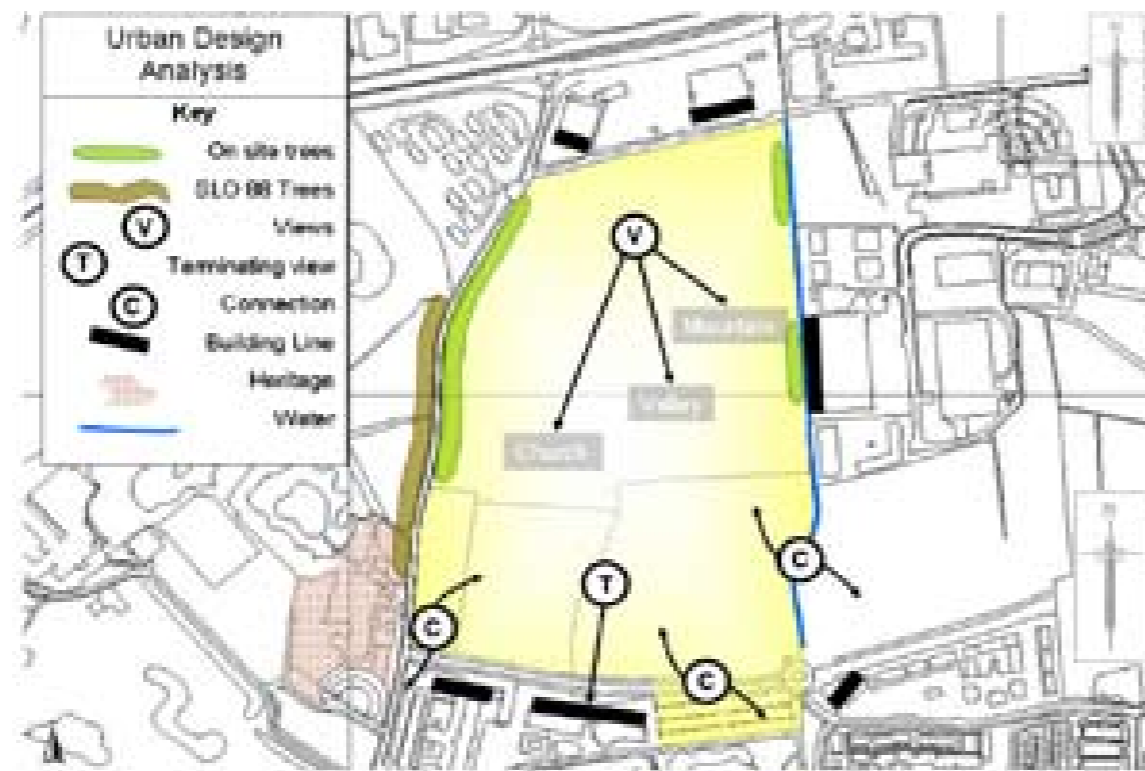 Urban Design
Analysis
Key
On site trees
SLO 88 Trees
V
Views
T
Terminating view
C
Connection
Building Line
Heritage
Water
V
Valley
Church
C
T
C
C